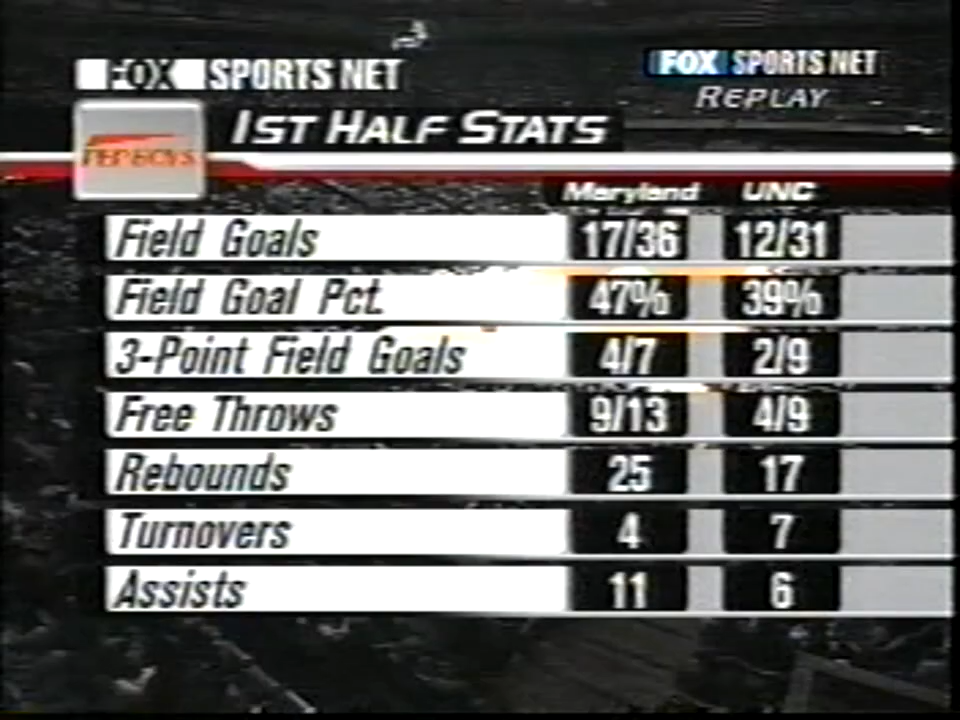 FOX SPORTS NET
FOX SPORTS NET
REPLAY
1ST HALF STATS
PEP BOYS
Maryland UNC
Field Goals 17/36 12/31
Field Goal Pct. 47% 39%
3-Point Field Goals 4/7 2/9
Free Throws 9/13 4/9
Rebounds 25 17
Turnovers 4 7
Assists 11 6